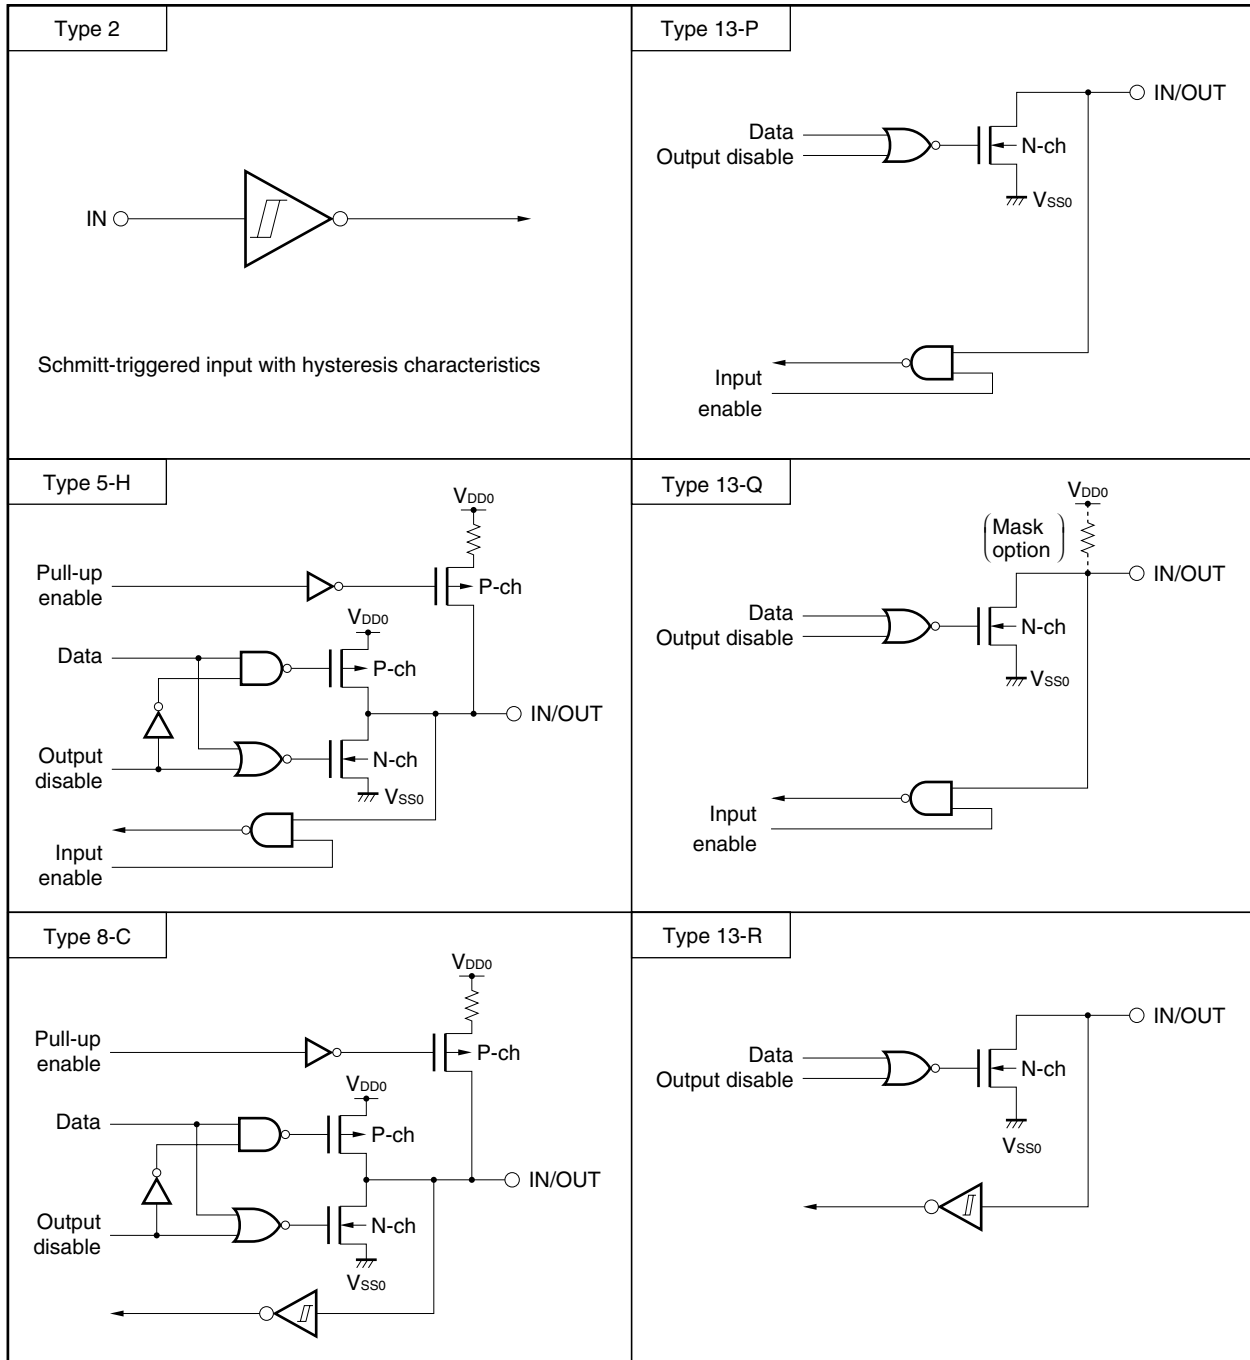 Type 2
IN
Schmitt-triggered input with hysteresis characteristics
Type 13-P
IN/OUT
Data
Output disable
N-ch
VSS0
Input
enable
Type 5-H
VDD0
Pull-up
enable
P-ch
VDD0
Data
P-ch
IN/OUT
Output
disable
N-ch
VSS0
Input
enable
Type 13-Q
VDD0
(Mask
option)
IN/OUT
Data
Output disable
N-ch
VSS0
Input
enable
Type 8-C
VDD0
Pull-up
enable
P-ch
VDD0
Data
P-ch
IN/OUT
Output
disable
N-ch
VSS0
Type 13-R
IN/OUT
Data
Output disable
N-ch
VSS0